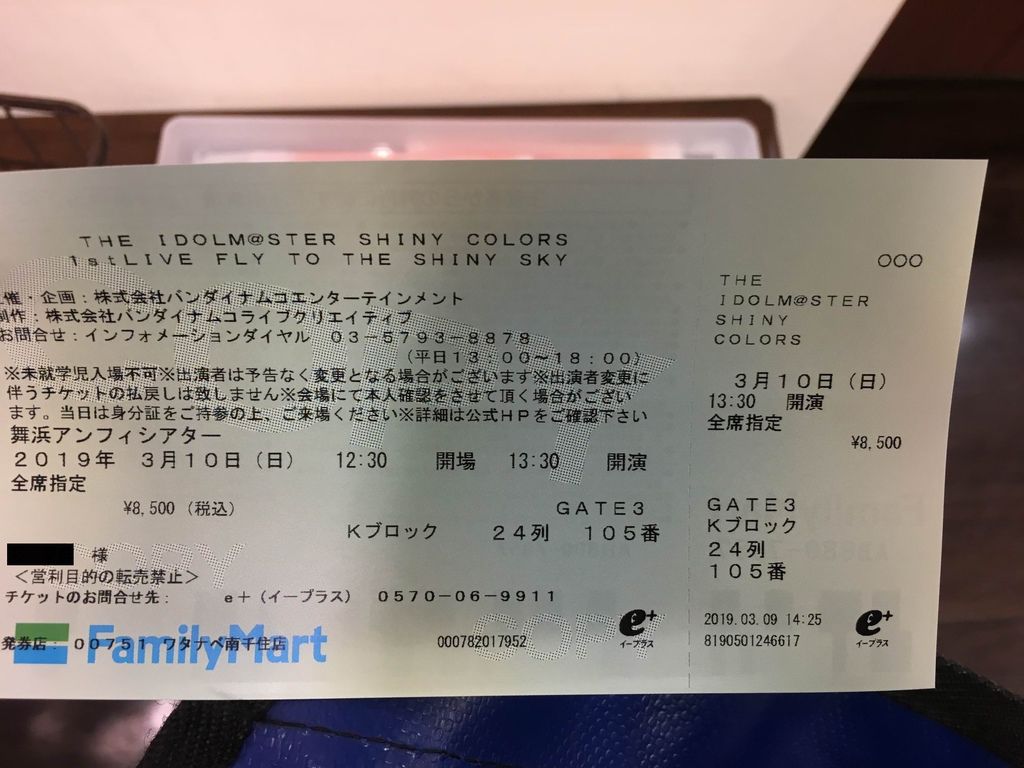 THE IDOLM@STER SHINY COLORS
1stLIVE FLY TO THE SHINY SKY
催・企画：株式会社バンダイナムコエンターテインメント
制作：株式会社バンダイナムコライブクリエイティブ
お問合せ：インフォメーションダイヤル　03-5793-8878
（平日13：00〜18：00）
※未就学児入場不可※出演者は予告なく変更となる場合がございます※出演者変更に
伴うチケットの払戻しは致しません※会場にて本人確認をさせて頂く場合がござい
ます。当日は身分証をご持参の上、ご来場ください※詳細は公式HPをご確認下さい
舞浜アンフィシアター
2019年　3月10日（日）　12:30　開場　13:30　開演
全席指定
¥8,500（税込）
GATE3
Kブロック　24列　105番
様
＜営利目的の転売禁止＞
チケットのお問合せ先：　e+（イープラス）　0570-06-9911
発券店：00751 ワタナベ南千住店
FamilyMart
000782017952
e+
イープラス
COPY
○○○
THE
IDOLM@STER
SHINY
COLORS
3月10日（日）
13:30　開演
全席指定
¥8,500
GATE3
Kブロック
24列
105番
2019.03.09 14:25
8190501246617
e+
イープラス